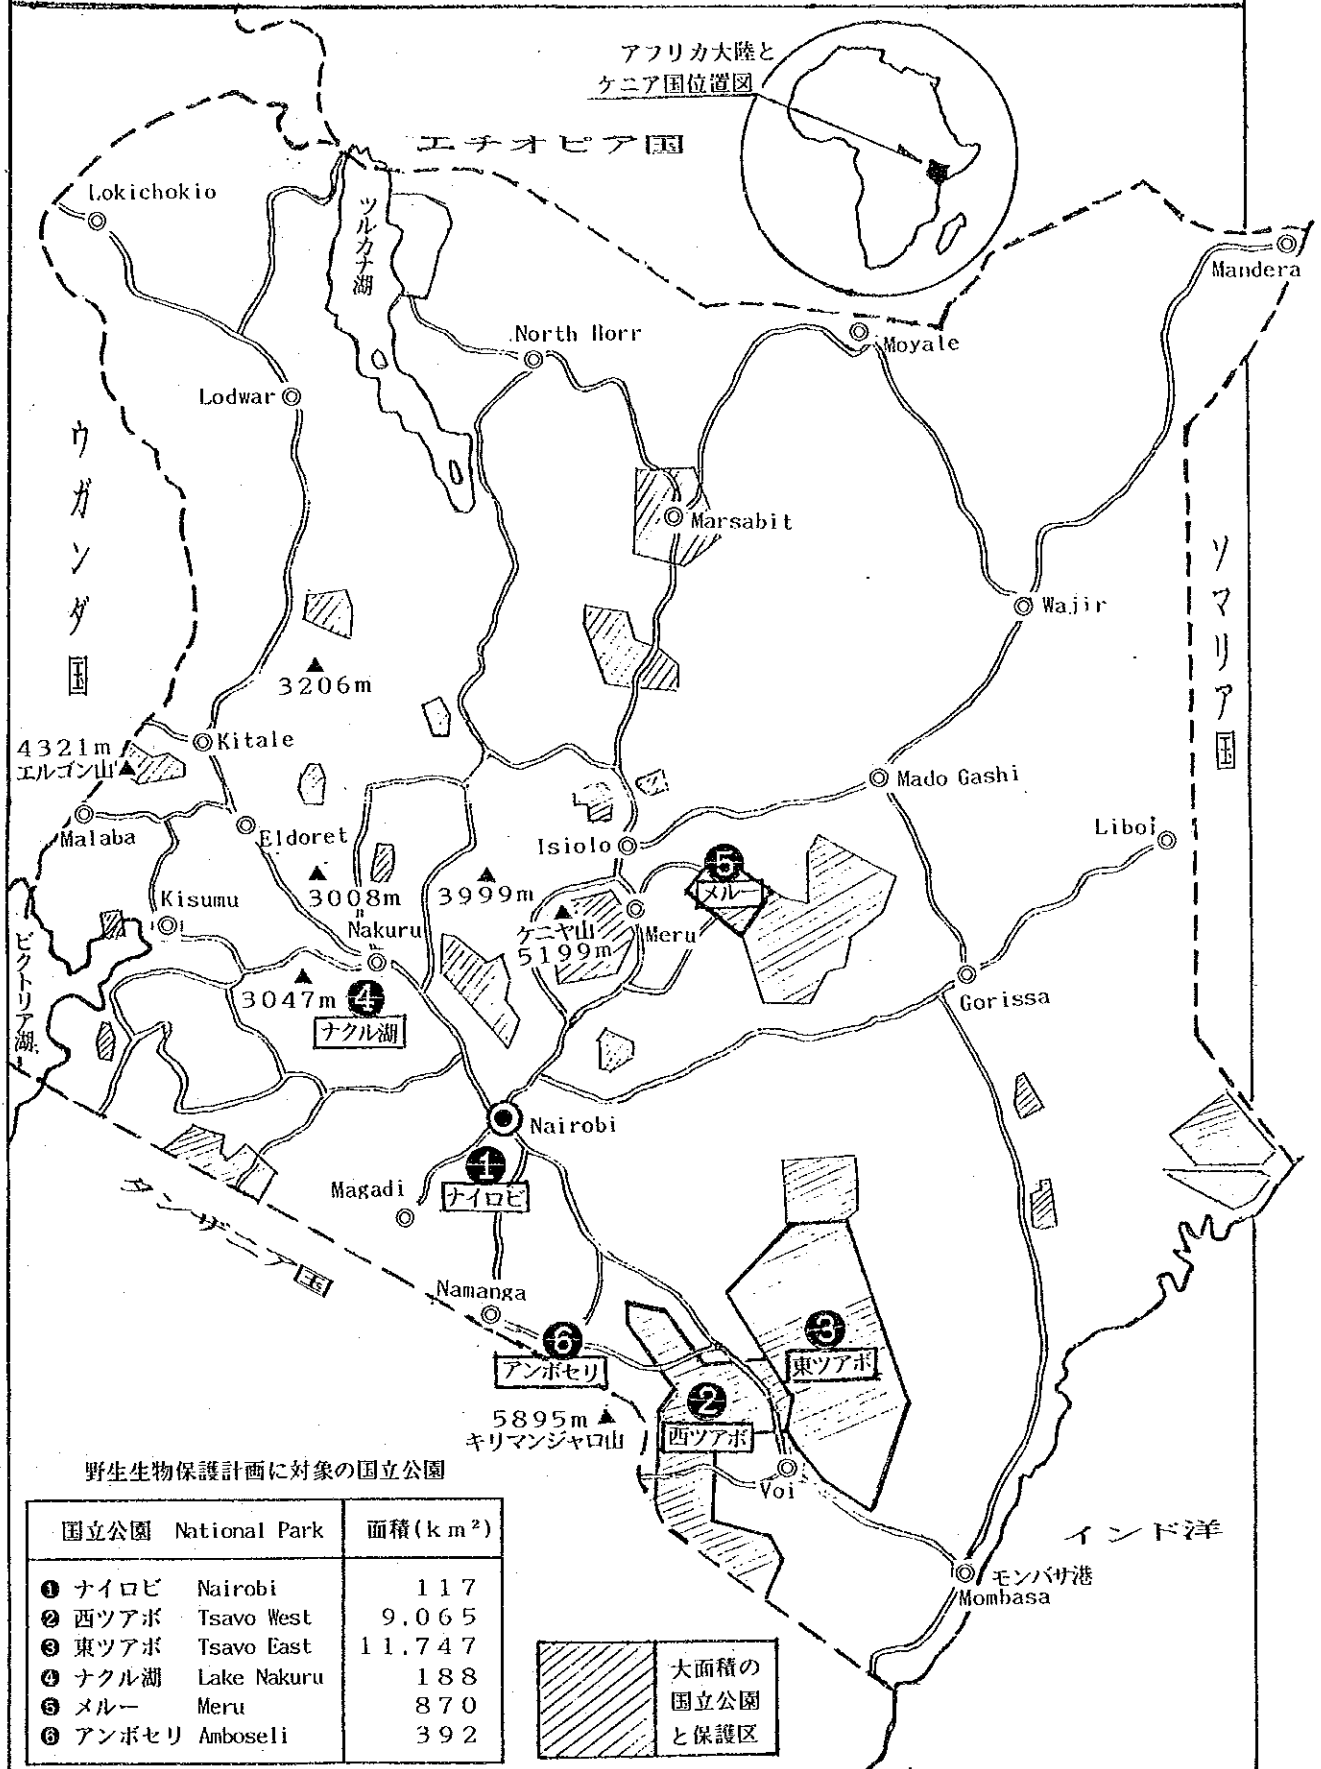 アフリカ大陸と
ケニア国位置図
エチオピア国
Lokichokio
ツルカナ湖
Mandera
North Horr
Moyale
Lodwar
ウガンダ国
Marsabit
ソマリア国
Wajir
3206m
Kitale
4321m
エルゴン山
Mado Gashi
Malaba
Eldoret
Isiolo
Liboi
5
メルー
3008m
3999m
Kisumu
Nakuru
ケニヤ山
5199m
Meru
ビクトリア湖
3047m
4
ナクル湖
Gorissa
Nairobi
1
ナイロビ
Magadi
タンザニア国
Namanga
6
アンボセリ
3
東ツアボ
2
西ツアボ
5895m
キリマンジャロ山
Voi
インド洋
モンバサ港
Mombasa
野生生物保護計画に対象の国立公園
国立公園 National Park 面積(km²)
❶ ナイロビ Nairobi 117
❷ 西ツアボ Tsavo West 9.065
❸ 東ツアボ Tsavo East 11.747
❹ ナクル湖 Lake Nakuru 188
❺ メルー Meru 870
❻ アンボセリ Amboseli 392
大面積の
国立公園
と保護区